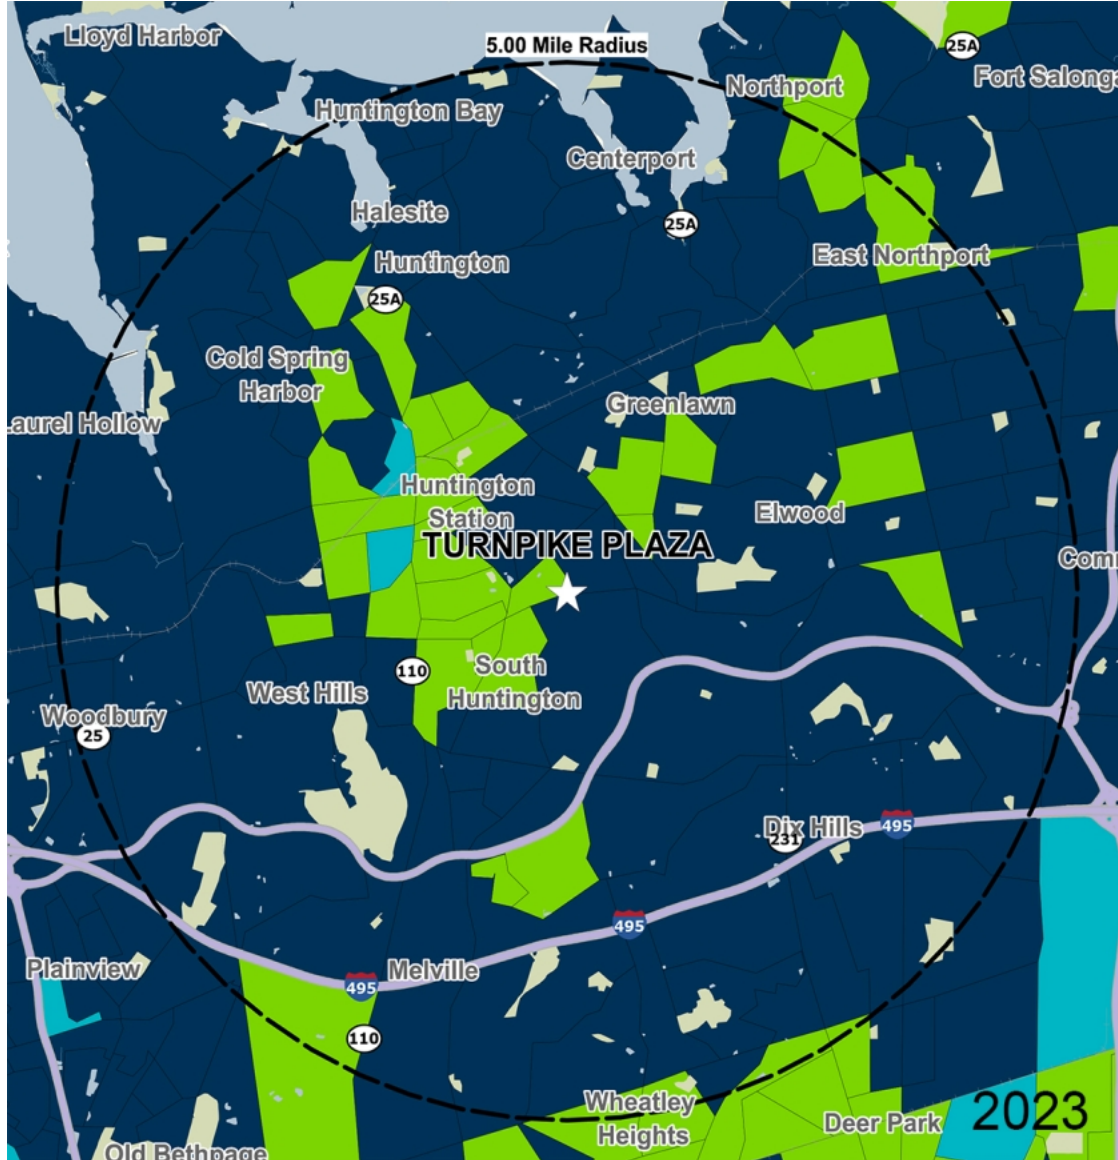 Lloyd Harbor
5.00 Mile Radius
25A
Fort Salonga
Northport
Huntington Bay
Centerport
Halesite
25A
East Northport
Huntington
25A
Cold Spring
Harbor
Greenlawn
Laurel Hollow
Huntington
Station
Elwood
TURNPIKE PLAZA
Comm
110
South
Huntington
West Hills
Woodbury
25
Dix Hills
495
231
495
Plainview
Melville
495
110
Wheatley
Heights
Deer Park
2023
Old Bethpage